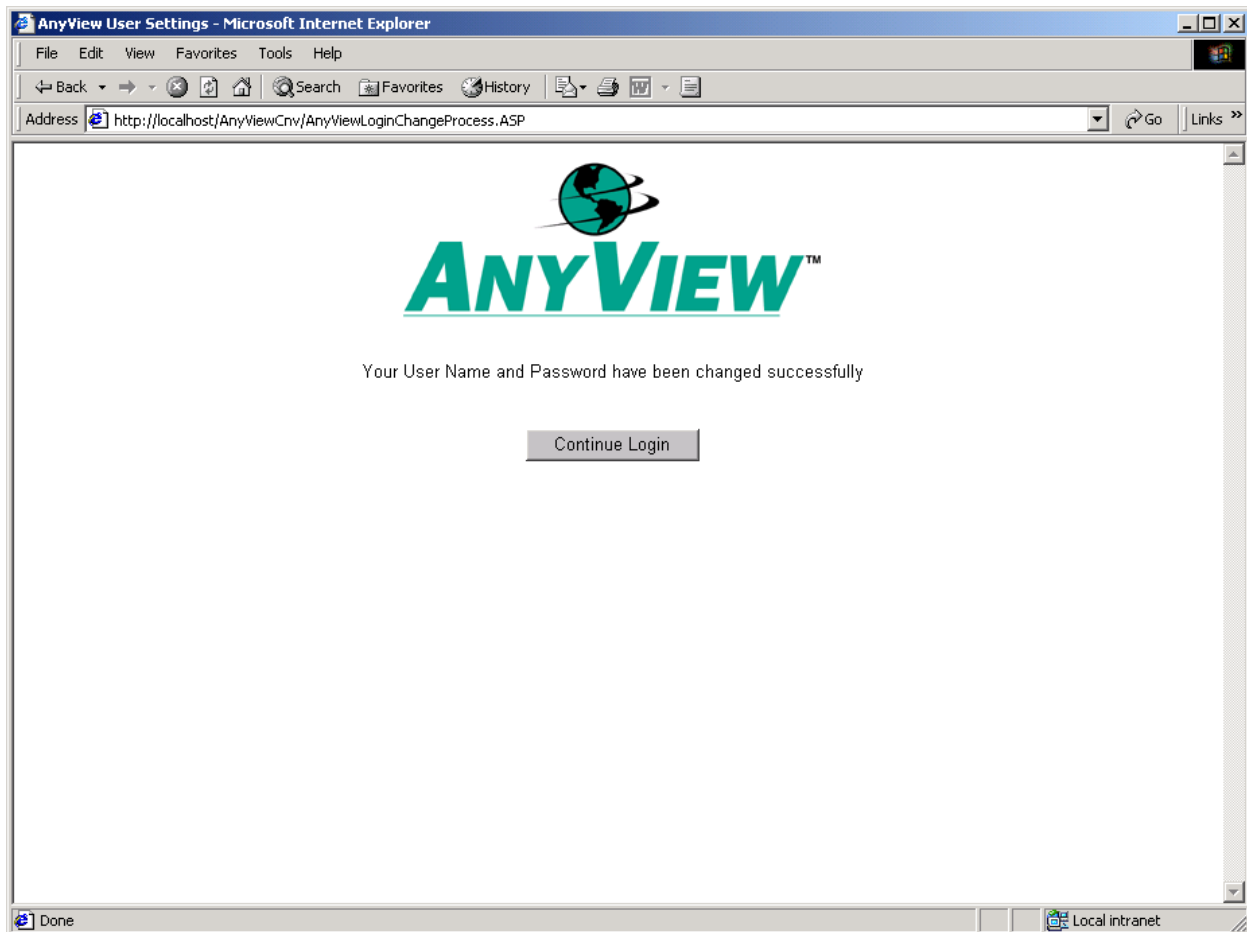 AnyView User Settings - Microsoft Internet Explorer
File Edit View Favorites Tools Help
Back Search Favorites History
Address http://localhost/AnyViewCnv/AnyViewLoginChangeProcess.ASP Go Links »
ANYVIEW™
Your User Name and Password have been changed successfully
Continue Login
Done Local intranet